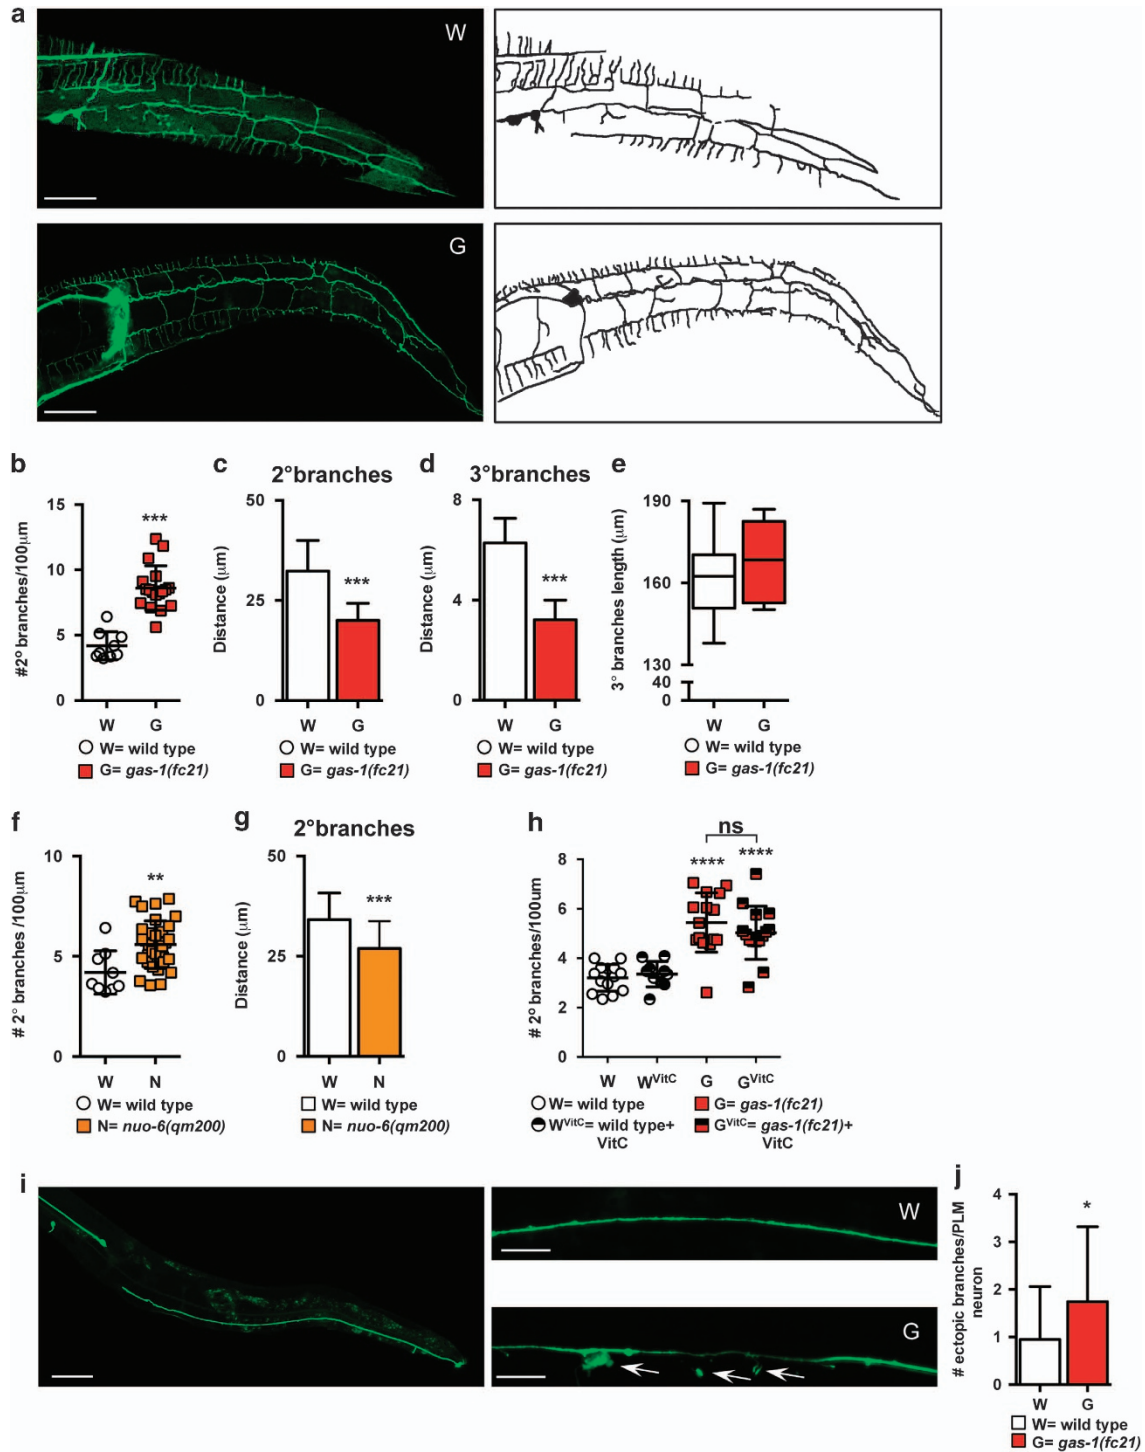 a
W
G
b
#2° branches/100μm
15
10
5
0
***
W G
W= wild type
G= gas-1(fc21)
c
2°branches
Distance (μm)
50
25
0
***
W G
W= wild type
G= gas-1(fc21)
d
3°branches
Distance (μm)
8
4
0
***
W G
W= wild type
G= gas-1(fc21)
e
3° branches length (μm)
190
160
130
40
0
W G
W= wild type
G= gas-1(fc21)
f
# 2° branches /100μm
10
5
0
**
W N
W= wild type
N= nuo-6(qm200)
g
2°branches
Distance (μm)
50
25
0
***
W N
W= wild type
N= nuo-6(qm200)
h
# 2° branches/100um
8
6
4
2
0
ns
**** ****
W WVitC G GVitC
W= wild type
WVitC= wild type+
VitC
G= gas-1(fc21)
GVitC= gas-1(fc21)+
VitC
i
W
G
j
# ectopic branches/PLM
neuron
4
3
2
1
0
*
W G
W= wild type
G= gas-1(fc21)